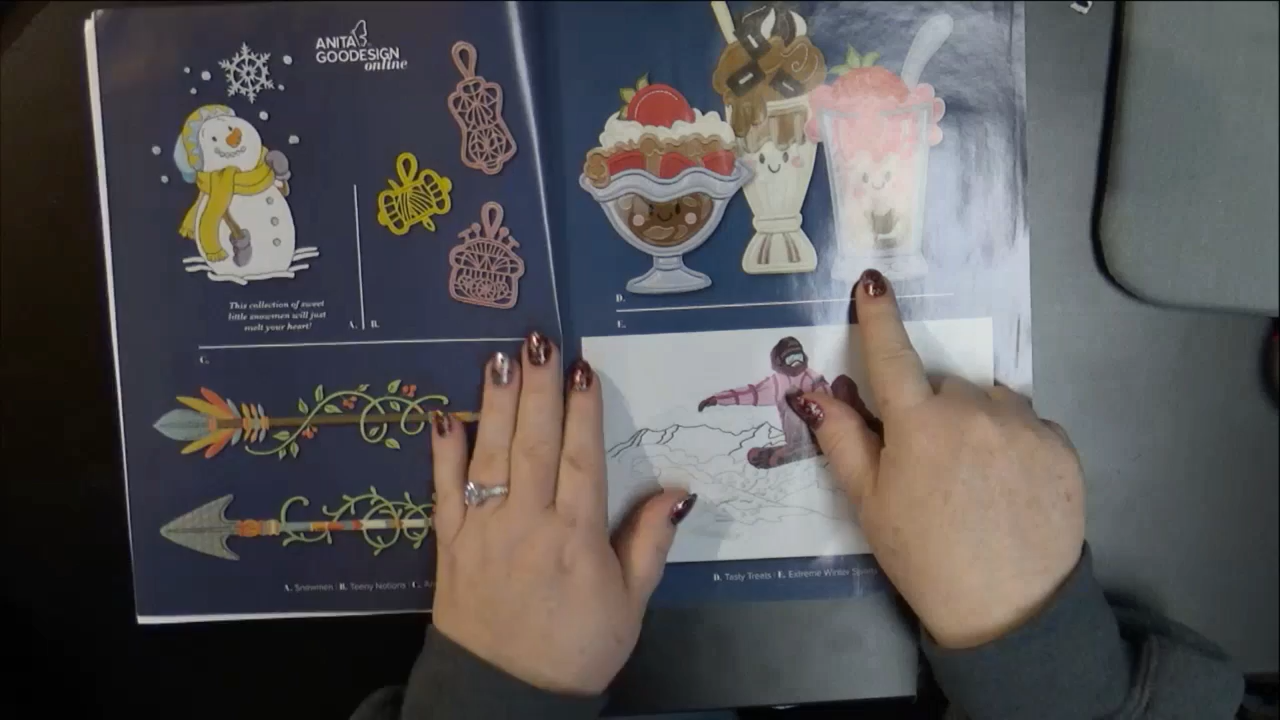 ANITA
GOODESIGN
online
This collection of sweet
little snowmen will just
melt your heart!
A.
B.
C.
D.
E.
A. Snowmen | B. Teeny Notions | C.
D. Tasty Treats | E. Extreme Winter Sports